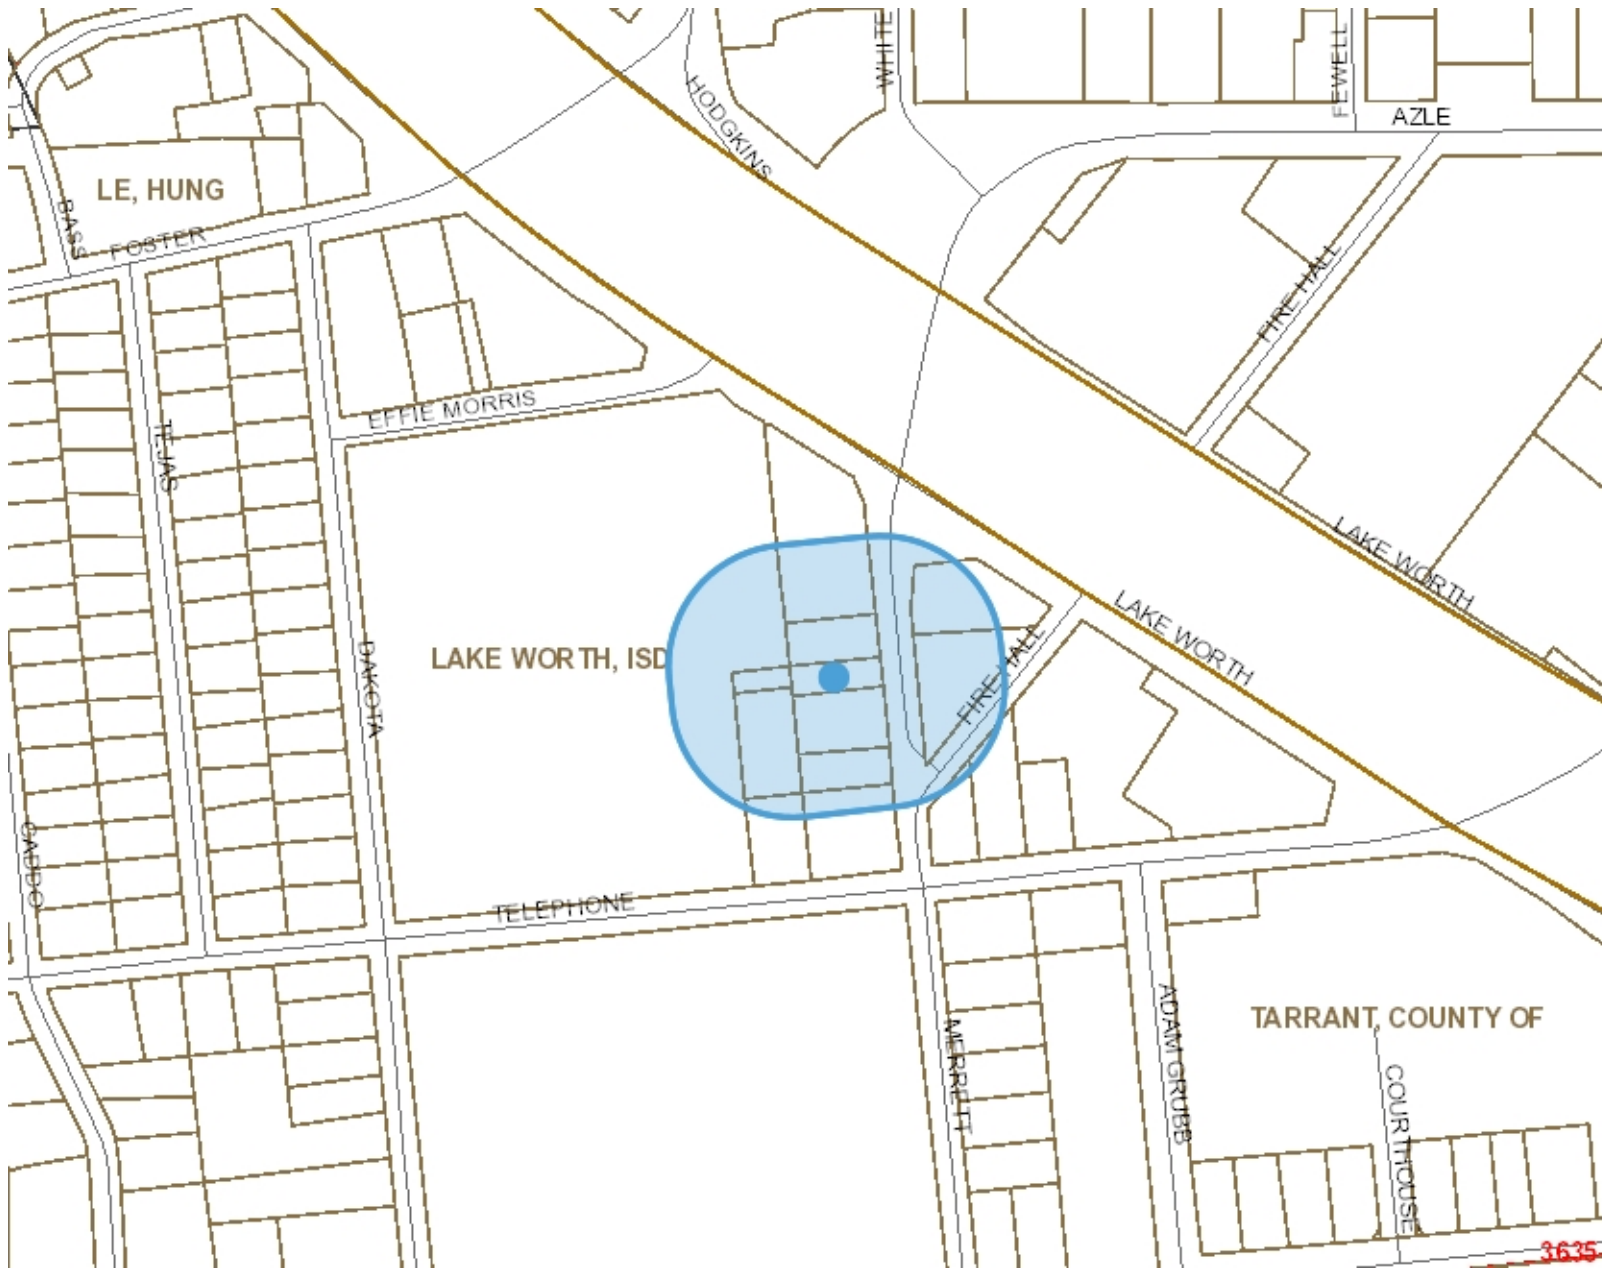 WHITE
FEWELL
HODGKINS
AZLE
LE, HUNG
BASS
FOSTER
FIRE HALL
EFFIE MORRIS
TEJAS
LAKE WORTH
LAKE WORTH
DAKOTA
LAKE WORTH, ISD
FIRE HALL
CADDO
TELEPHONE
MERRETT
ADAM GRUBB
TARRANT, COUNTY OF
COURTHOUSE
3635